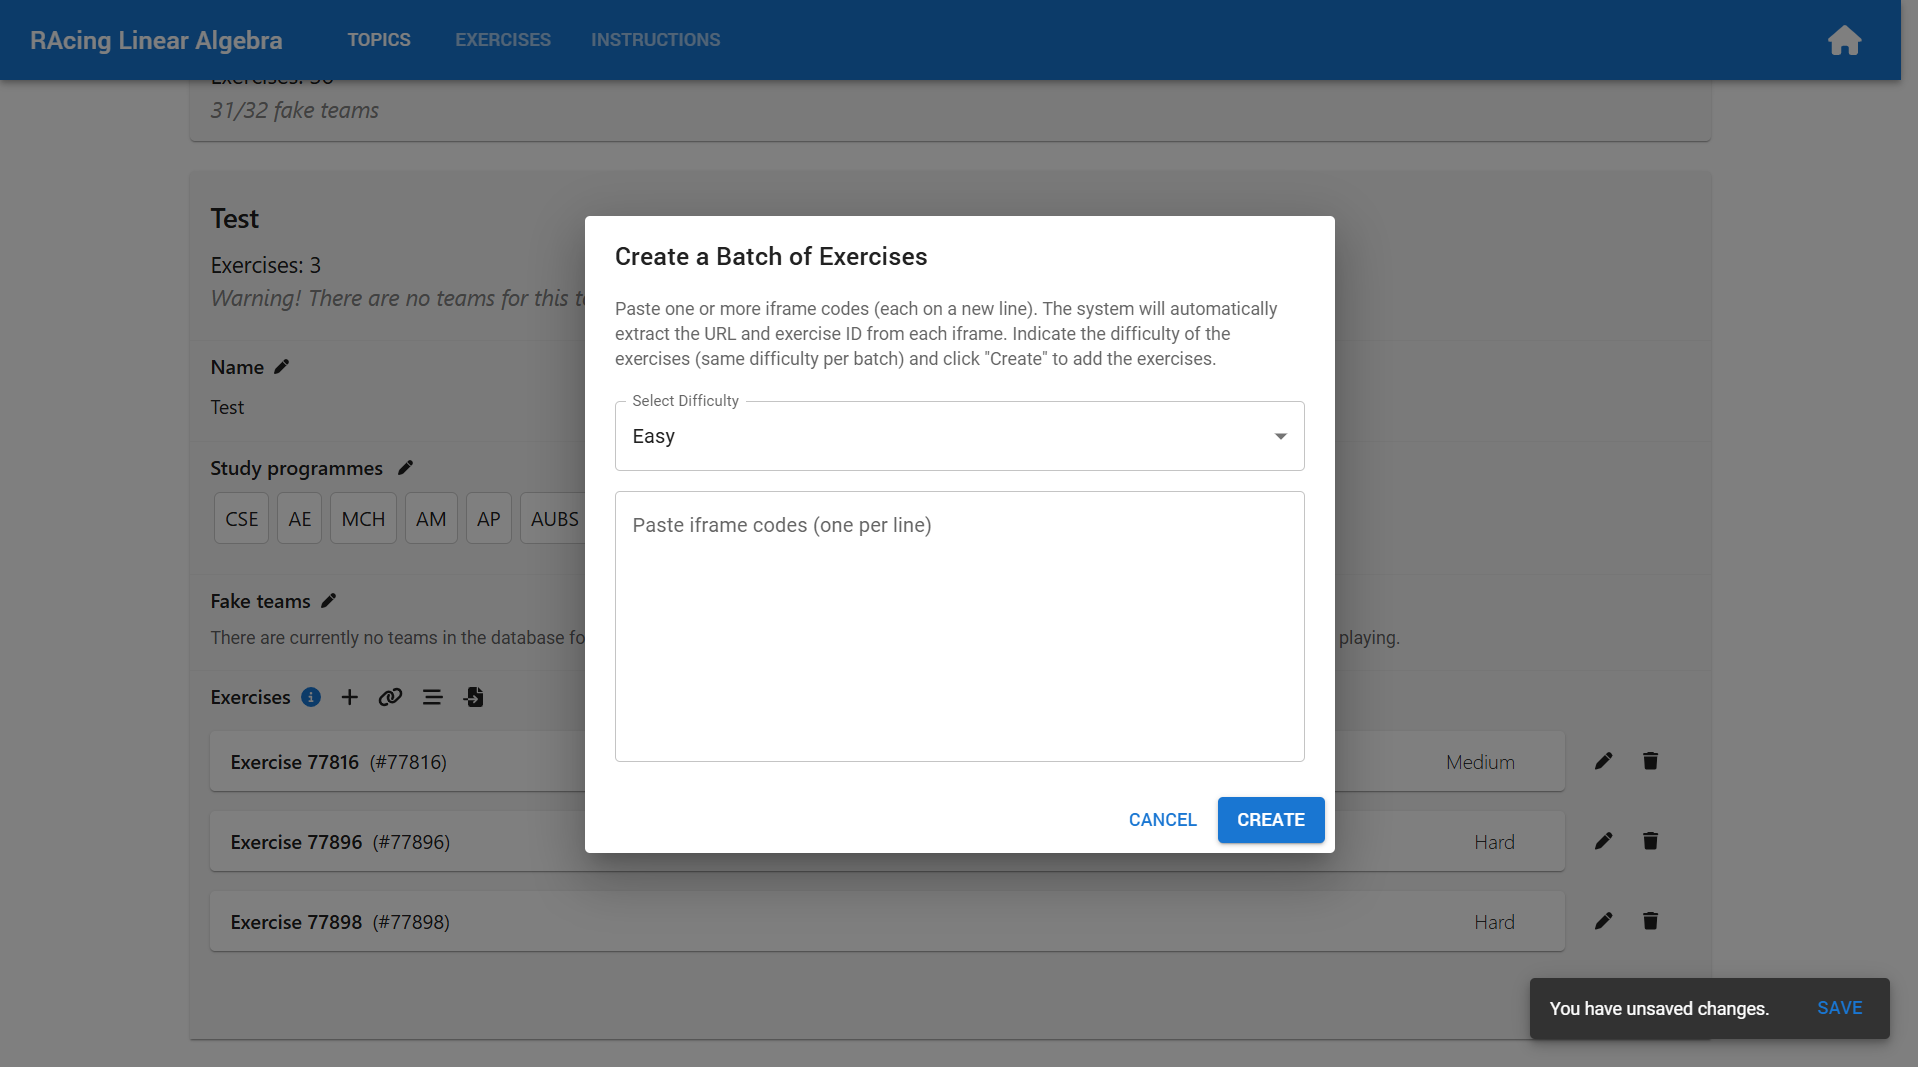 RAcing Linear Algebra
TOPICS
EXERCISES
INSTRUCTIONS
31/32 fake teams
Test
Exercises: 3
Warning! There are no teams for this
Name
Test
Study programmes
CSE
AE
MCH
AM
AP
AUBS
Fake teams
There are currently no teams in the database
playing.
Exercises
Exercise 77816 (#77816)
Medium
Exercise 77896 (#77896)
Hard
Exercise 77898 (#77898)
Hard
Create a Batch of Exercises
Paste one or more iframe codes (each on a new line). The system will automatically
extract the URL and exercise ID from each iframe. Indicate the difficulty of the
exercises (same difficulty per batch) and click "Create" to add the exercises.
Select Difficulty
Easy
Paste iframe codes (one per line)
CANCEL
CREATE
You have unsaved changes.
SAVE